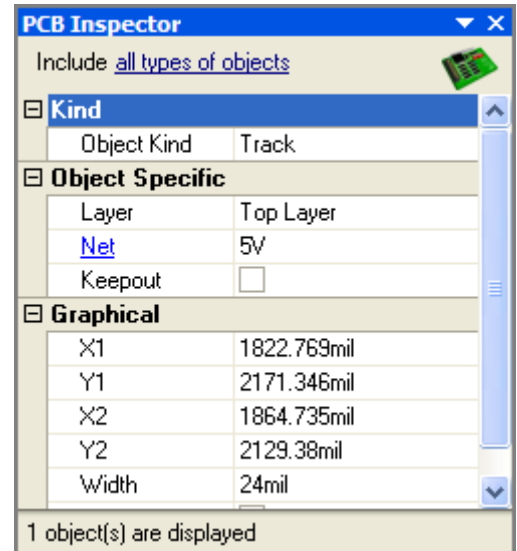 PCB Inspector
Include all types of objects
Kind
Object Kind Track
Object Specific
Layer Top Layer
Net 5V
Keepout
Graphical
X1 1822.769mil
Y1 2171.346mil
X2 1864.735mil
Y2 2129.38mil
Width 24mil
1 object(s) are displayed